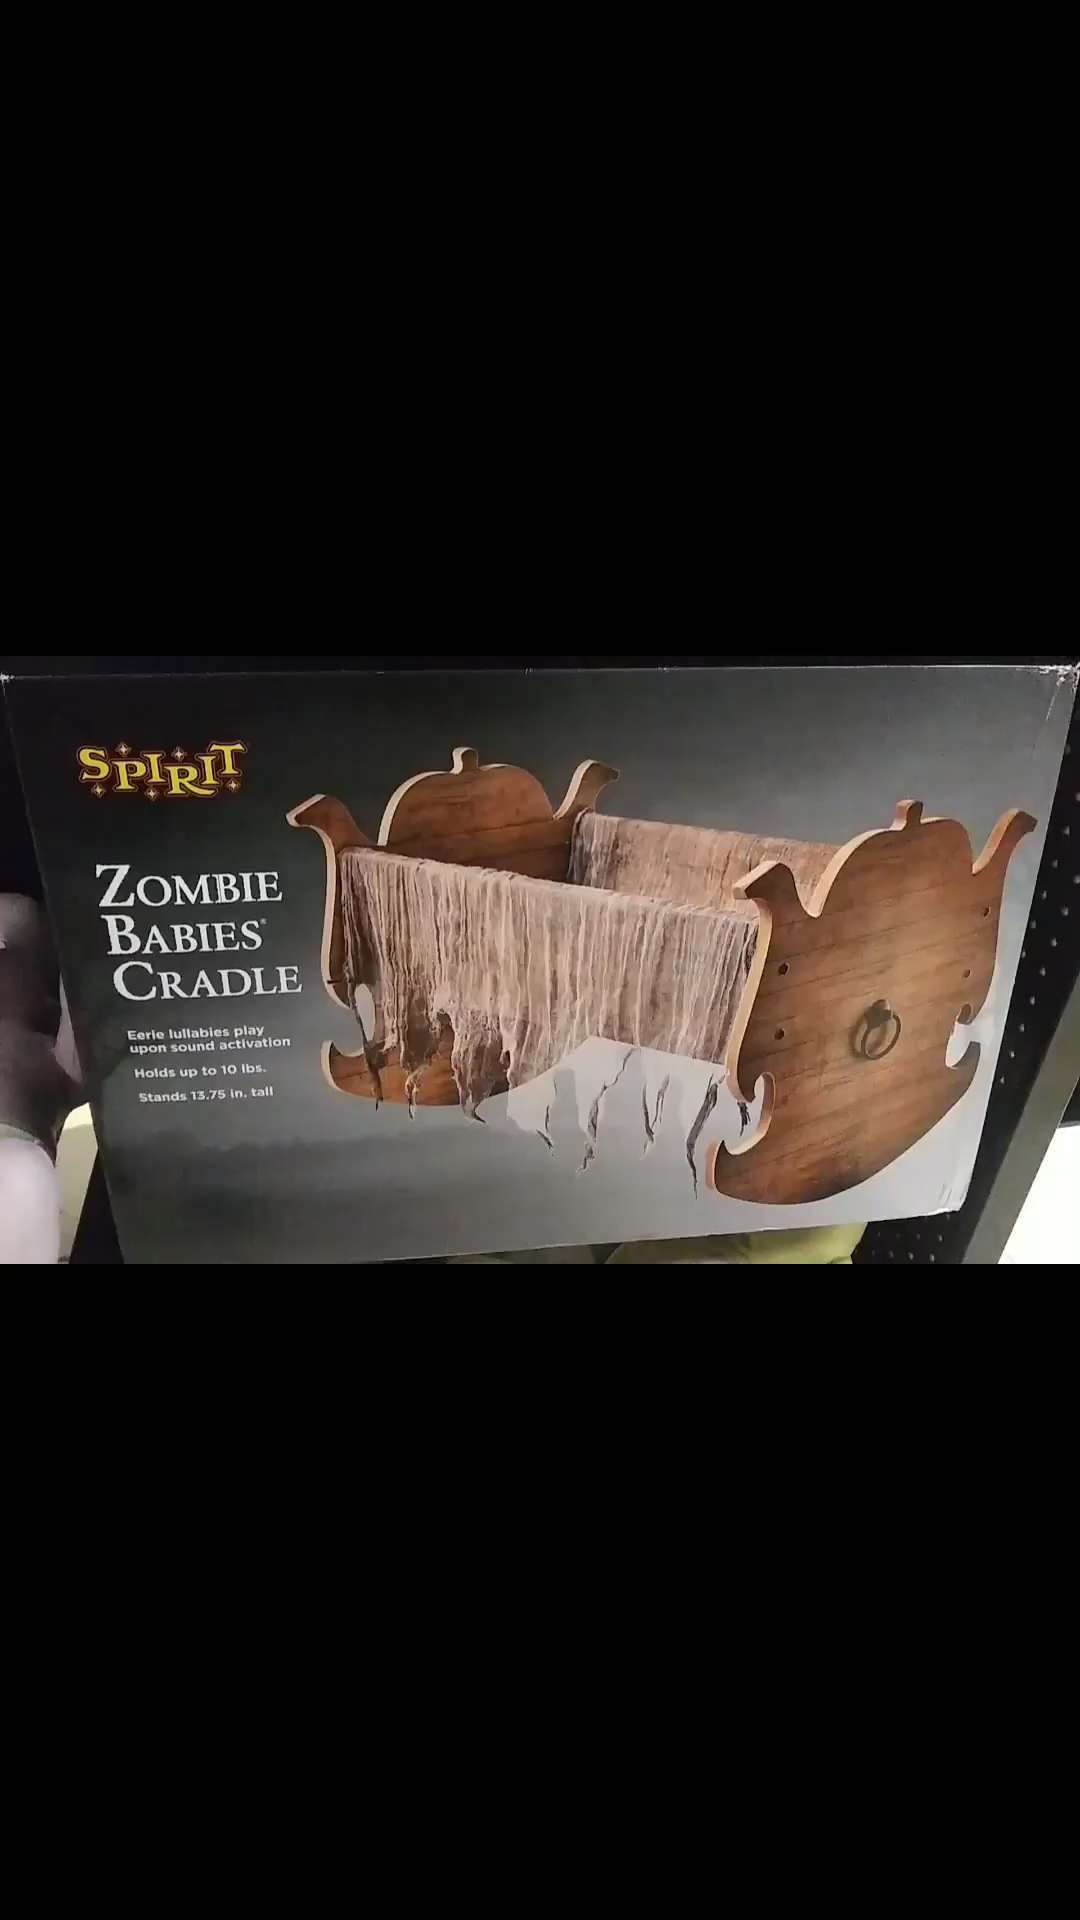 SPIRIT
ZOMBIE
BABIES®
CRADLE
Eerie lullabies play
upon sound activation
Holds up to 10 lbs.
Stands 13.75 in. tall